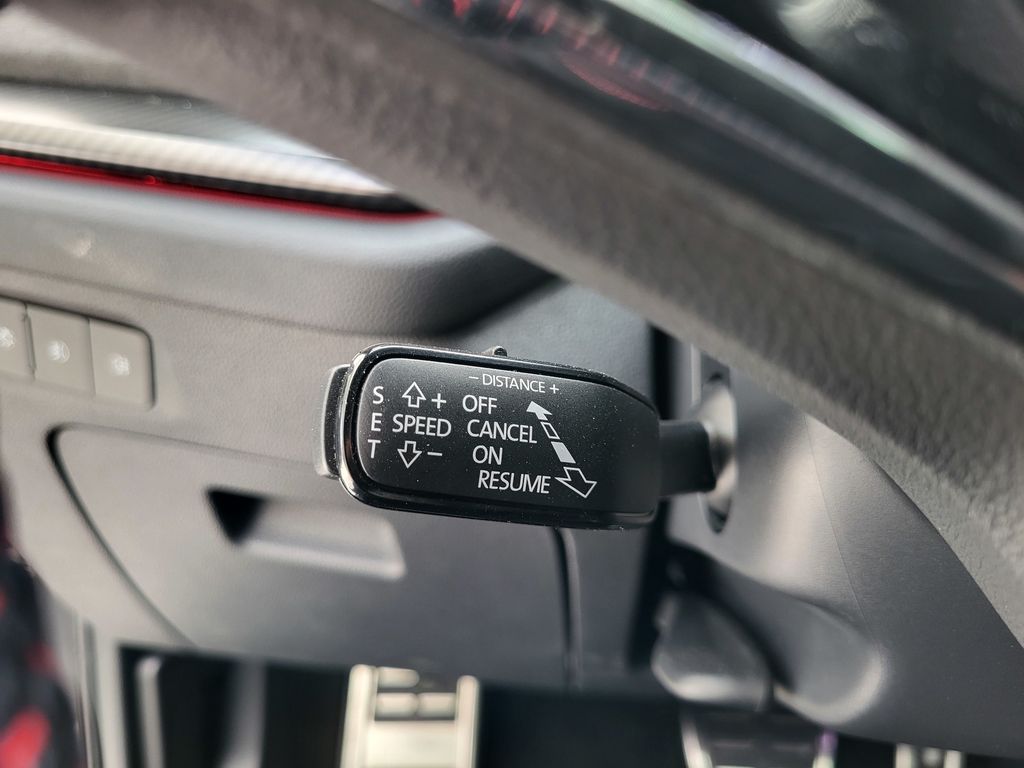 − DISTANCE +
S + OFF
E SPEED CANCEL
T − ON
RESUME